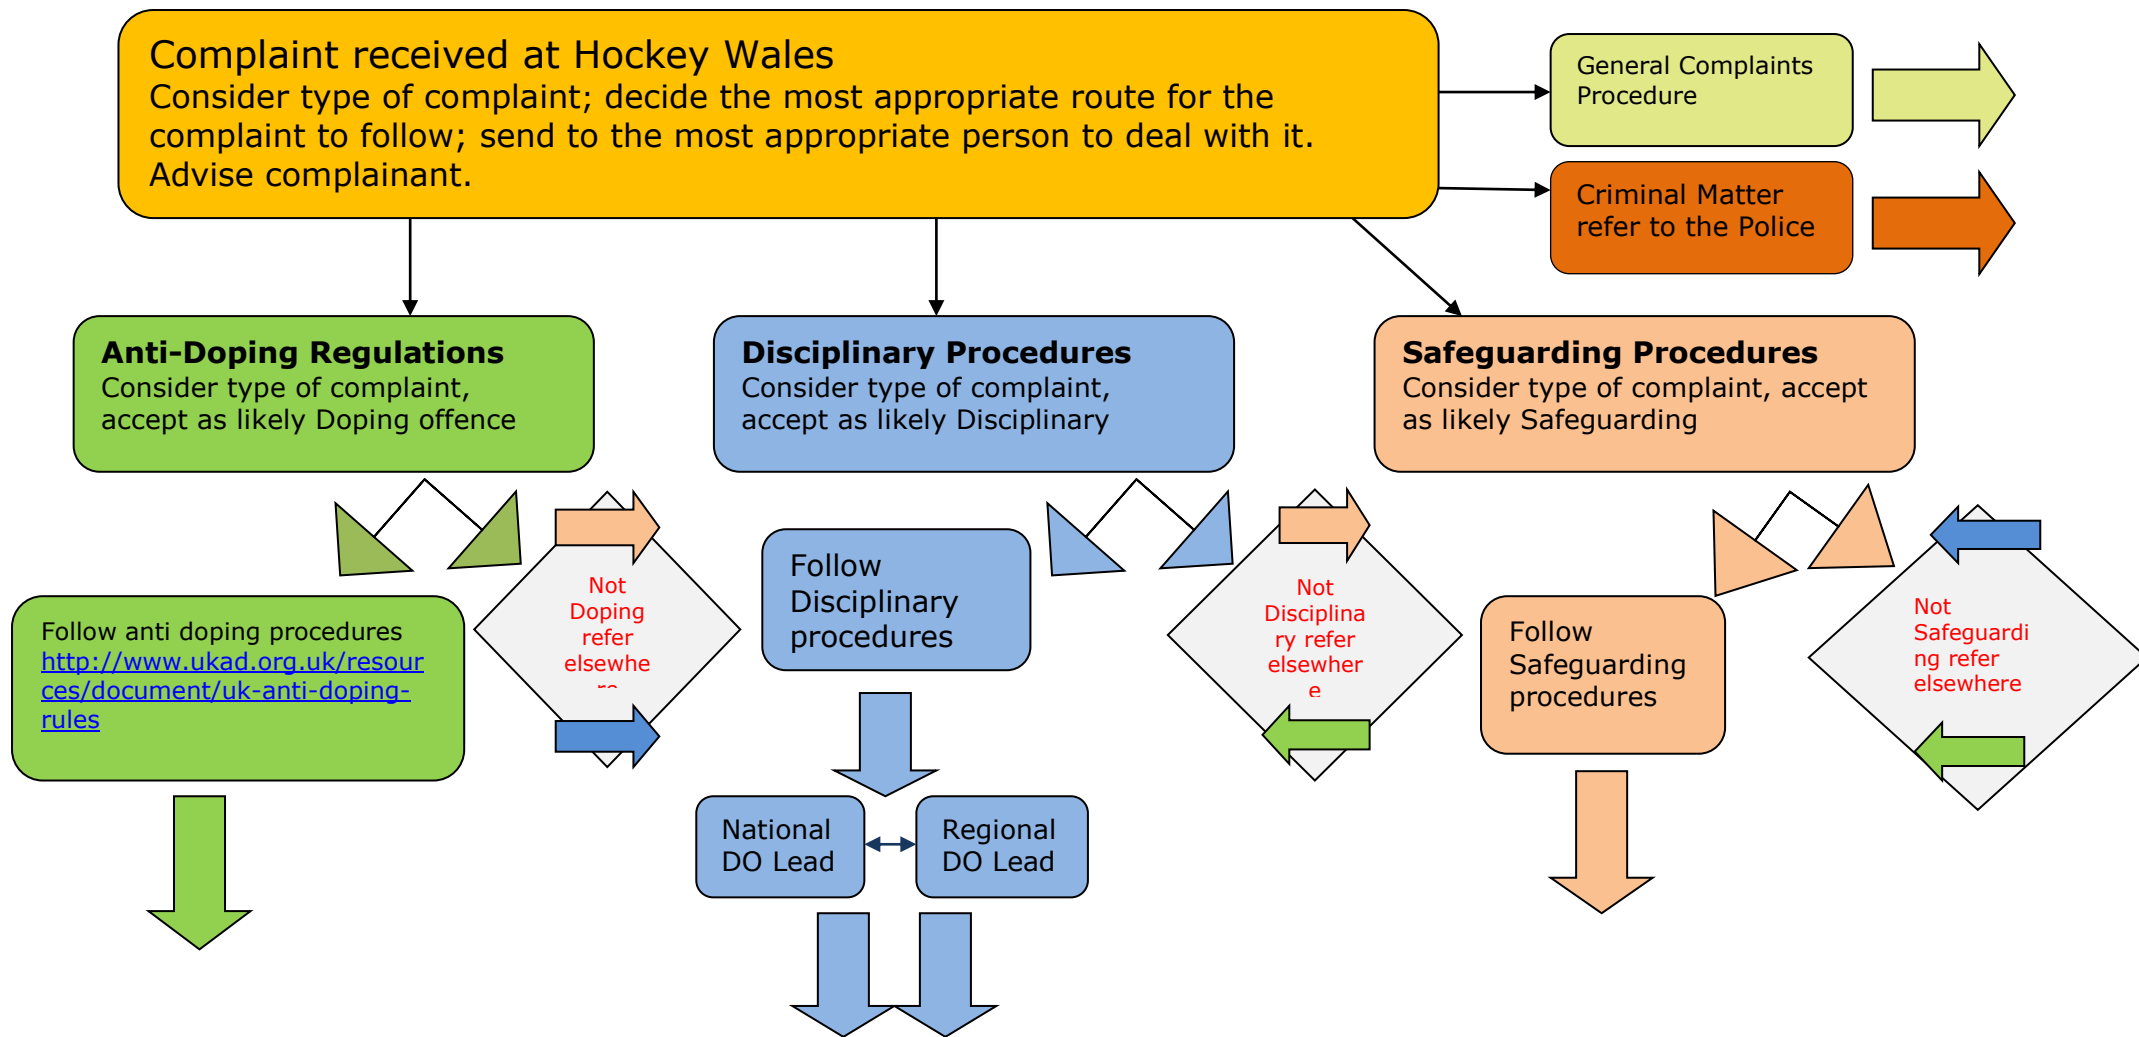 Complaint received at Hockey Wales
Consider type of complaint; decide the most appropriate route for the
complaint to follow; send to the most appropriate person to deal with it.
Advise complainant.
General Complaints
Procedure
Criminal Matter
refer to the Police
Anti-Doping Regulations
Consider type of complaint,
accept as likely Doping offence
Disciplinary Procedures
Consider type of complaint,
accept as likely Disciplinary
Safeguarding Procedures
Consider type of complaint, accept
as likely Safeguarding
Follow anti doping procedures
http://www.ukad.org.uk/resour
ces/document/uk-anti-doping-
rules
Not
Doping
refer
elsewhe
re
Follow
Disciplinary
procedures
Not
Disciplina
ry refer
elsewher
e
Follow
Safeguarding
procedures
Not
Safeguardi
ng refer
elsewhere
National
DO Lead
Regional
DO Lead